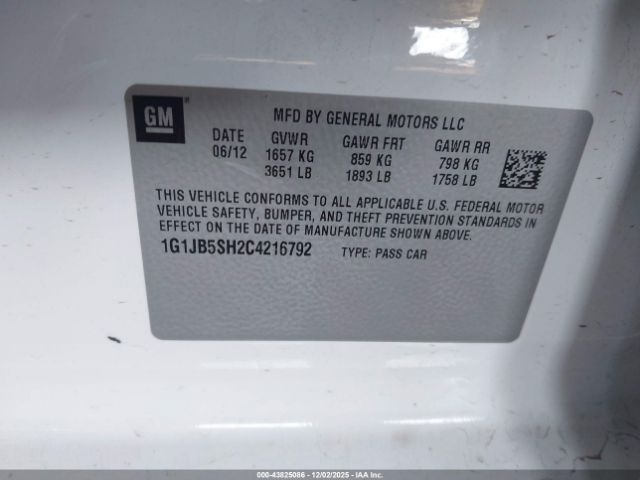 GM
MFD BY GENERAL MOTORS LLC
DATE GVWR GAWR FRT GAWR RR
06/12 1657 KG 859 KG 798 KG
3651 LB 1893 LB 1758 LB
THIS VEHICLE CONFORMS TO ALL APPLICABLE U.S. FEDERAL MOTOR
VEHICLE SAFETY, BUMPER, AND THEFT PREVENTION STANDARDS IN
EFFECT ON THE DATE OF MANUFACTURE SHOWN ABOVE.
1G1JB5SH2C4216792 TYPE: PASS CAR
000-43825086 - 12/02/2025 - IAAI, Inc.